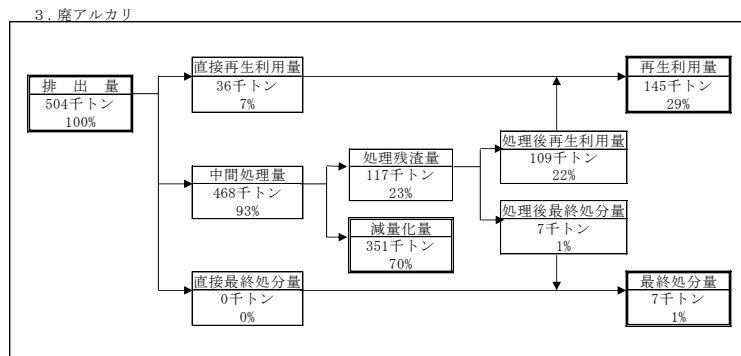 3．廃アルカリ
排　出　量
504千トン
100%
直接再生利用量
36千トン
7%
再生利用量
145千トン
29%
中間処理量
468千トン
93%
処理残渣量
117千トン
23%
処理後再生利用量
109千トン
22%
処理後最終処分量
7千トン
1%
減量化量
351千トン
70%
直接最終処分量
0千トン
0%
最終処分量
7千トン
1%